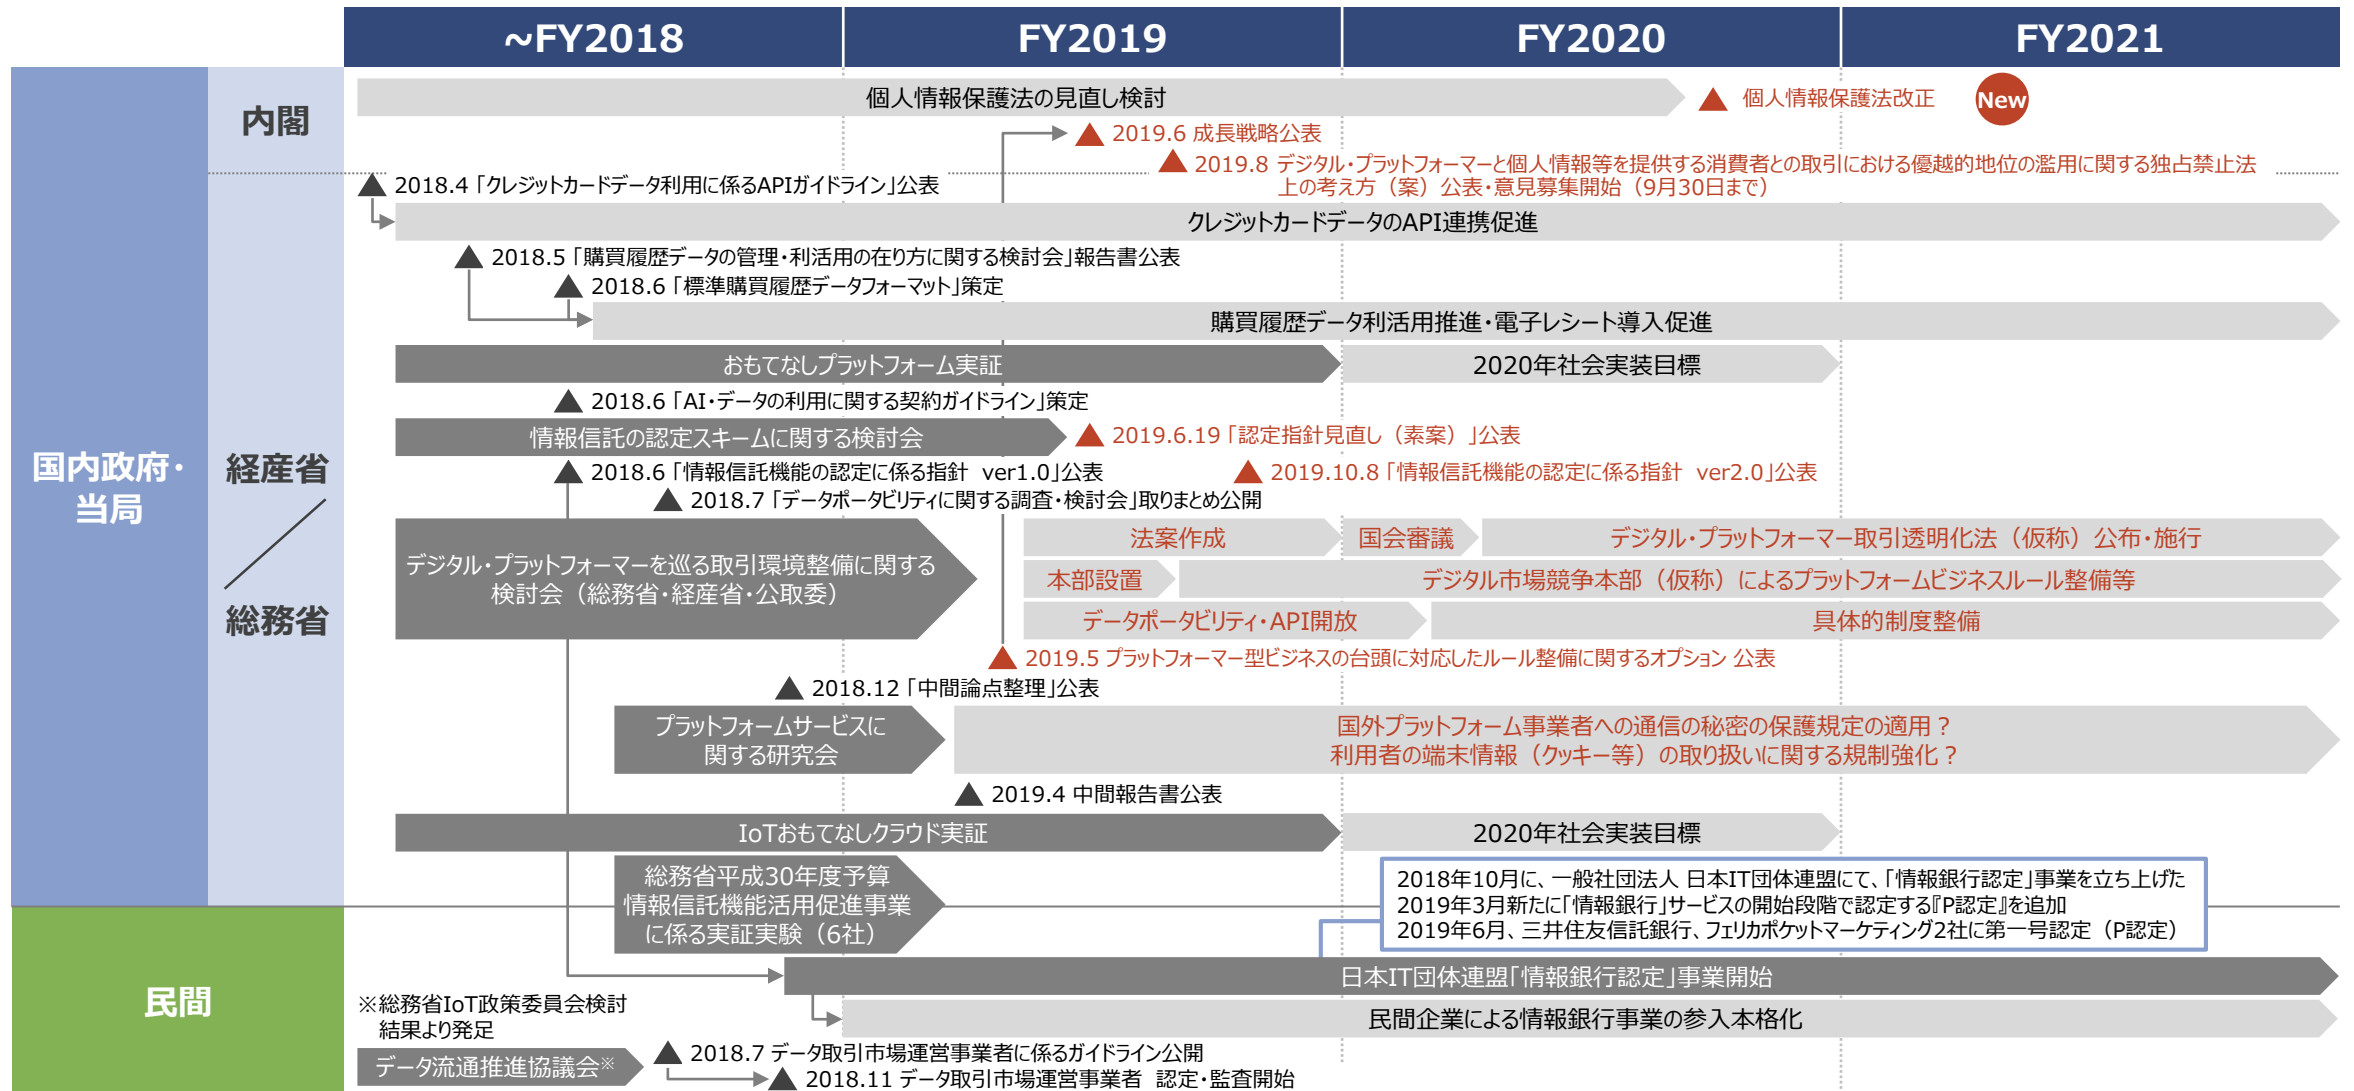 ~FY2018
FY2019
FY2020
FY2021
国内政府・
当局
内閣
個人情報保護法の見直し検討
個人情報保護法改正
New
2019.6 成長戦略公表
2019.8 デジタル・プラットフォーマーと個人情報等を提供する消費者との取引における優越的地位の濫用に関する独占禁止法
上の考え方（案）公表・意見募集開始（9月30日まで）
経産省
総務省
2018.4「クレジットカードデータ利用に係るAPIガイドライン」公表
クレジットカードデータのAPI連携促進
2018.5「購買履歴データの管理・利活用の在り方に関する検討会」報告書公表
2018.6「標準購買履歴データフォーマット」策定
購買履歴データ利活用推進・電子レシート導入促進
おもてなしプラットフォーム実証
2020年社会実装目標
2018.6「AI・データの利用に関する契約ガイドライン」策定
情報信託の認定スキームに関する検討会
2019.6.19「認定指針見直し（素案）」公表
2018.6「情報信託機能の認定に係る指針 ver1.0」公表
2019.10.8「情報信託機能の認定に係る指針 ver2.0」公表
2018.7「データポータビリティに関する調査・検討会」取りまとめ公開
デジタル・プラットフォーマーを巡る取引環境整備に関する
検討会（総務省・経産省・公取委）
法案作成
国会審議
デジタル・プラットフォーマー取引透明化法（仮称）公布・施行
本部設置
デジタル市場競争本部（仮称）によるプラットフォームビジネスルール整備等
データポータビリティ・API開放
具体的制度整備
2019.5 プラットフォーマー型ビジネスの台頭に対応したルール整備に関するオプション 公表
2018.12「中間論点整理」公表
プラットフォームサービスに
関する研究会
国外プラットフォーム事業者への通信の秘密の保護規定の適用？
利用者の端末情報（クッキー等）の取り扱いに関する規制強化？
2019.4 中間報告書公表
IoTおもてなしクラウド実証
2020年社会実装目標
総務省平成30年度予算
情報信託機能活用促進事業
に係る実証実験（6社）
2018年10月に、一般社団法人 日本IT団体連盟にて、「情報銀行認定」事業を立ち上げた
2019年3月新たに「情報銀行」サービスの開始段階で認定する『P認定』を追加
2019年6月、三井住友信託銀行、フェリカポケットマーケティング2社に第一号認定（P認定）
民間
日本IT団体連盟「情報銀行認定」事業開始
民間企業による情報銀行事業の参入本格化
※総務省IoT政策委員会検討
結果より発足
データ流通推進協議会※
2018.7 データ取引市場運営事業者に係るガイドライン公開
2018.11 データ取引市場運営事業者 認定・監査開始